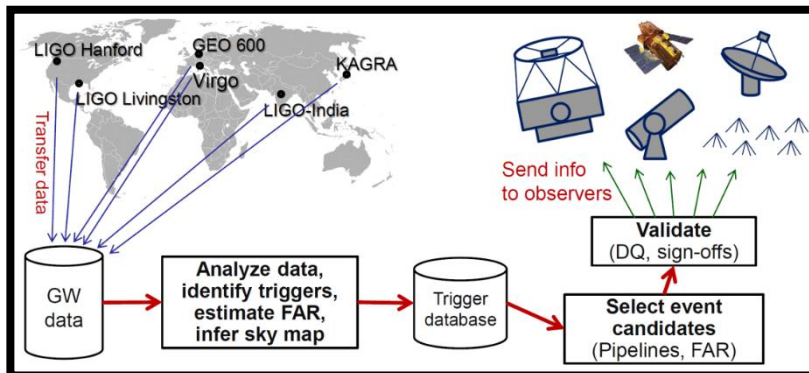 LIGO Hanford
GEO 600
Virgo
KAGRA
LIGO Livingston
LIGO-India
Transfer data
Send info
to observers
GW
data
Analyze data,
identify triggers,
estimate FAR,
infer sky map
Trigger
database
Validate
(DQ, sign-offs)
Select event
candidates
(Pipelines, FAR)